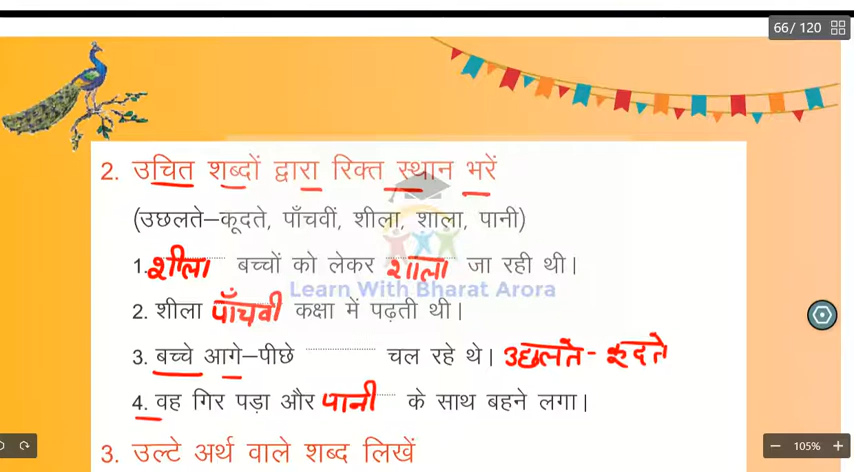 66 / 120
2. उचित शब्दों द्वारा रिक्त स्थान भरें
(उछलते–कूदते, पाँचवीं, शीला, शाला, पानी)
1. शीला बच्चों को लेकर शाला जा रही थी।
Learn With Bharat Arora
2. शीला पाँचवी कक्षा में पढ़ती थी।
3. बच्चे आगे–पीछे .................. चल रहे थे। उछलते - कूदते
4. वह गिर पड़ा और पानी के साथ बहने लगा।
3. उल्टे अर्थ वाले शब्द लिखें
105%